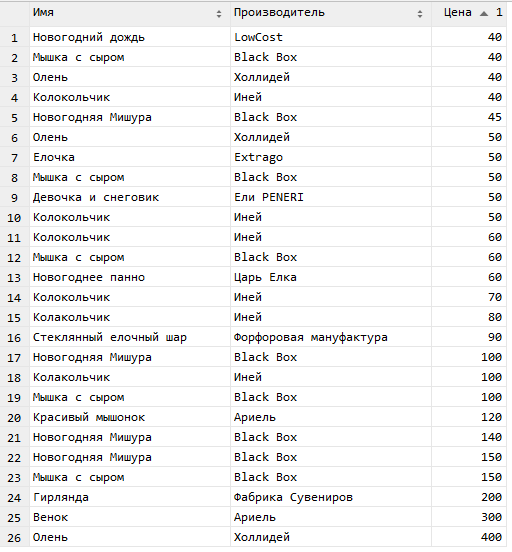 Имя Производитель Цена 1
1 Новогодний дождь LowCost 40
2 Мышка с сыром Black Box 40
3 Олень Холлидей 40
4 Колокольчик Иней 40
5 Новогодняя Мишура Black Box 45
6 Олень Холлидей 50
7 Елочка Extrago 50
8 Мышка с сыром Black Box 50
9 Девочка и снеговик Ели PENERI 50
10 Колокольчик Иней 50
11 Колокольчик Иней 60
12 Мышка с сыром Black Box 60
13 Новогоднее панно Царь Елка 60
14 Колокольчик Иней 70
15 Колакольчик Иней 80
16 Стеклянный елочный шар Форфоровая мануфактура 90
17 Новогодняя Мишура Black Box 100
18 Колакольчик Иней 100
19 Мышка с сыром Black Box 100
20 Красивый мышонок Ариель 120
21 Новогодняя Мишура Black Box 140
22 Новогодняя Мишура Black Box 150
23 Мышка с сыром Black Box 150
24 Гирлянда Фабрика Сувениров 200
25 Венок Ариель 300
26 Олень Холлидей 400